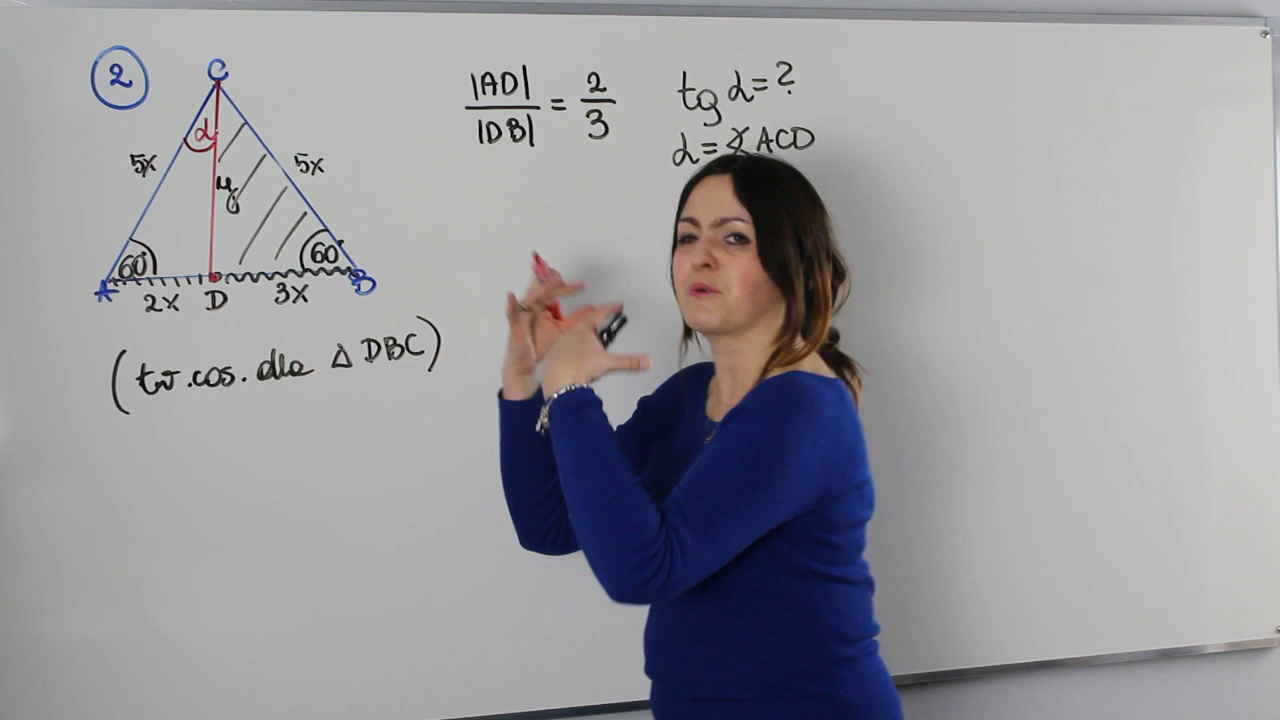 2
C
|AD| / |DB| = 2/3
tg α = ?
α = ∢ACD
α
5x
5x
y
60°
60
A
2x
D
3x
B
(tw. cos. dla △ DBC)